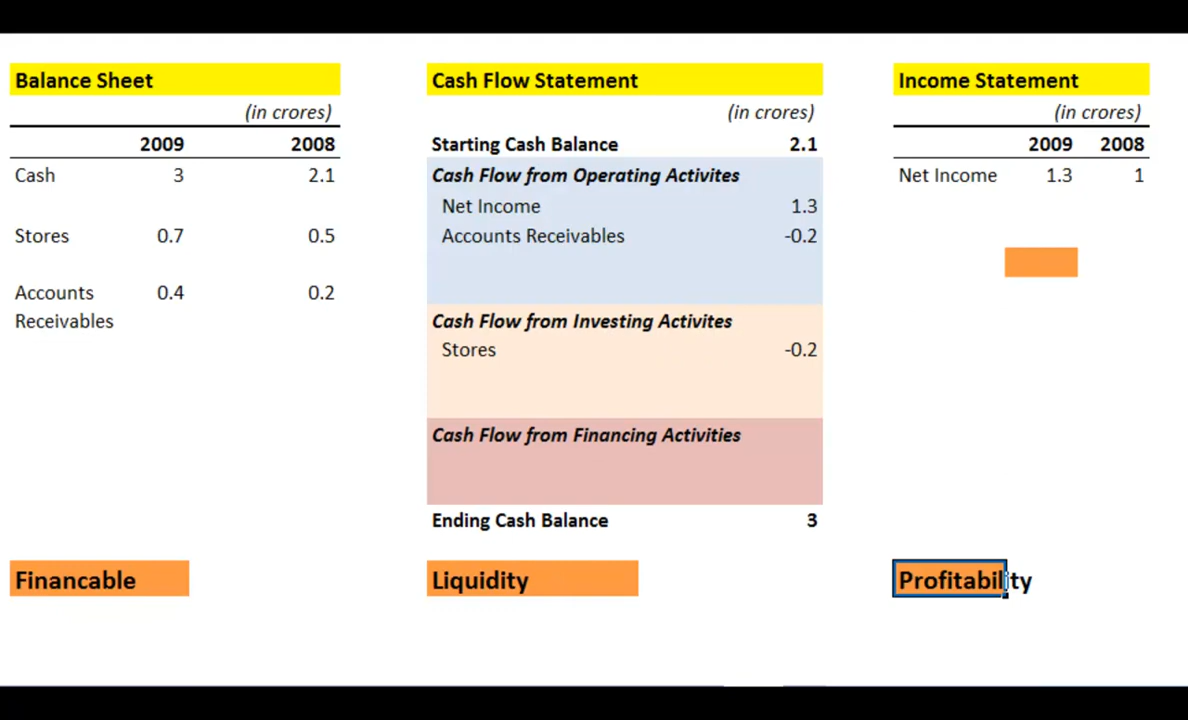 Balance Sheet
(in crores)
2009 2008
Cash 3 2.1
Stores 0.7 0.5
Accounts 0.4 0.2
Receivables
Cash Flow Statement
(in crores)
Starting Cash Balance 2.1
Cash Flow from Operating Activites
Net Income 1.3
Accounts Receivables -0.2
Cash Flow from Investing Activites
Stores -0.2
Cash Flow from Financing Activities
Ending Cash Balance 3
Income Statement
(in crores)
2009 2008
Net Income 1.3 1
Financable
Liquidity
Profitability